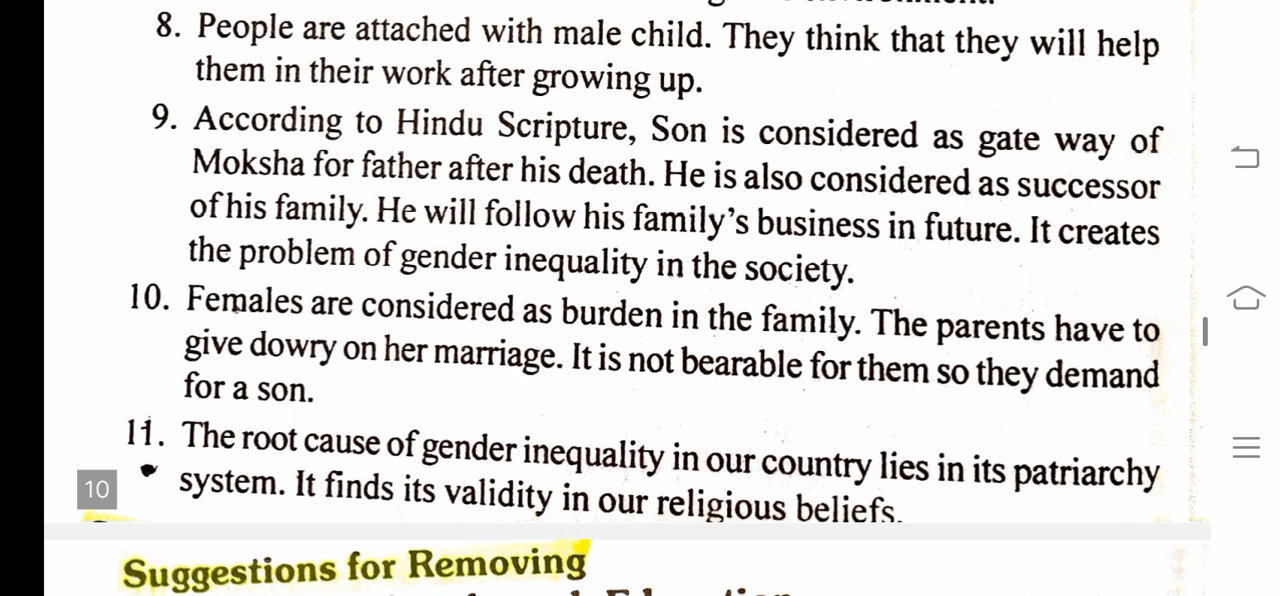 8. People are attached with male child. They think that they will help
them in their work after growing up.
9. According to Hindu Scripture, Son is considered as gate way of
Moksha for father after his death. He is also considered as successor
of his family. He will follow his family's business in future. It creates
the problem of gender inequality in the society.
10. Females are considered as burden in the family. The parents have to
give dowry on her marriage. It is not bearable for them so they demand
for a son.
11. The root cause of gender inequality in our country lies in its patriarchy
system. It finds its validity in our religious beliefs.
10
Suggestions for Removing